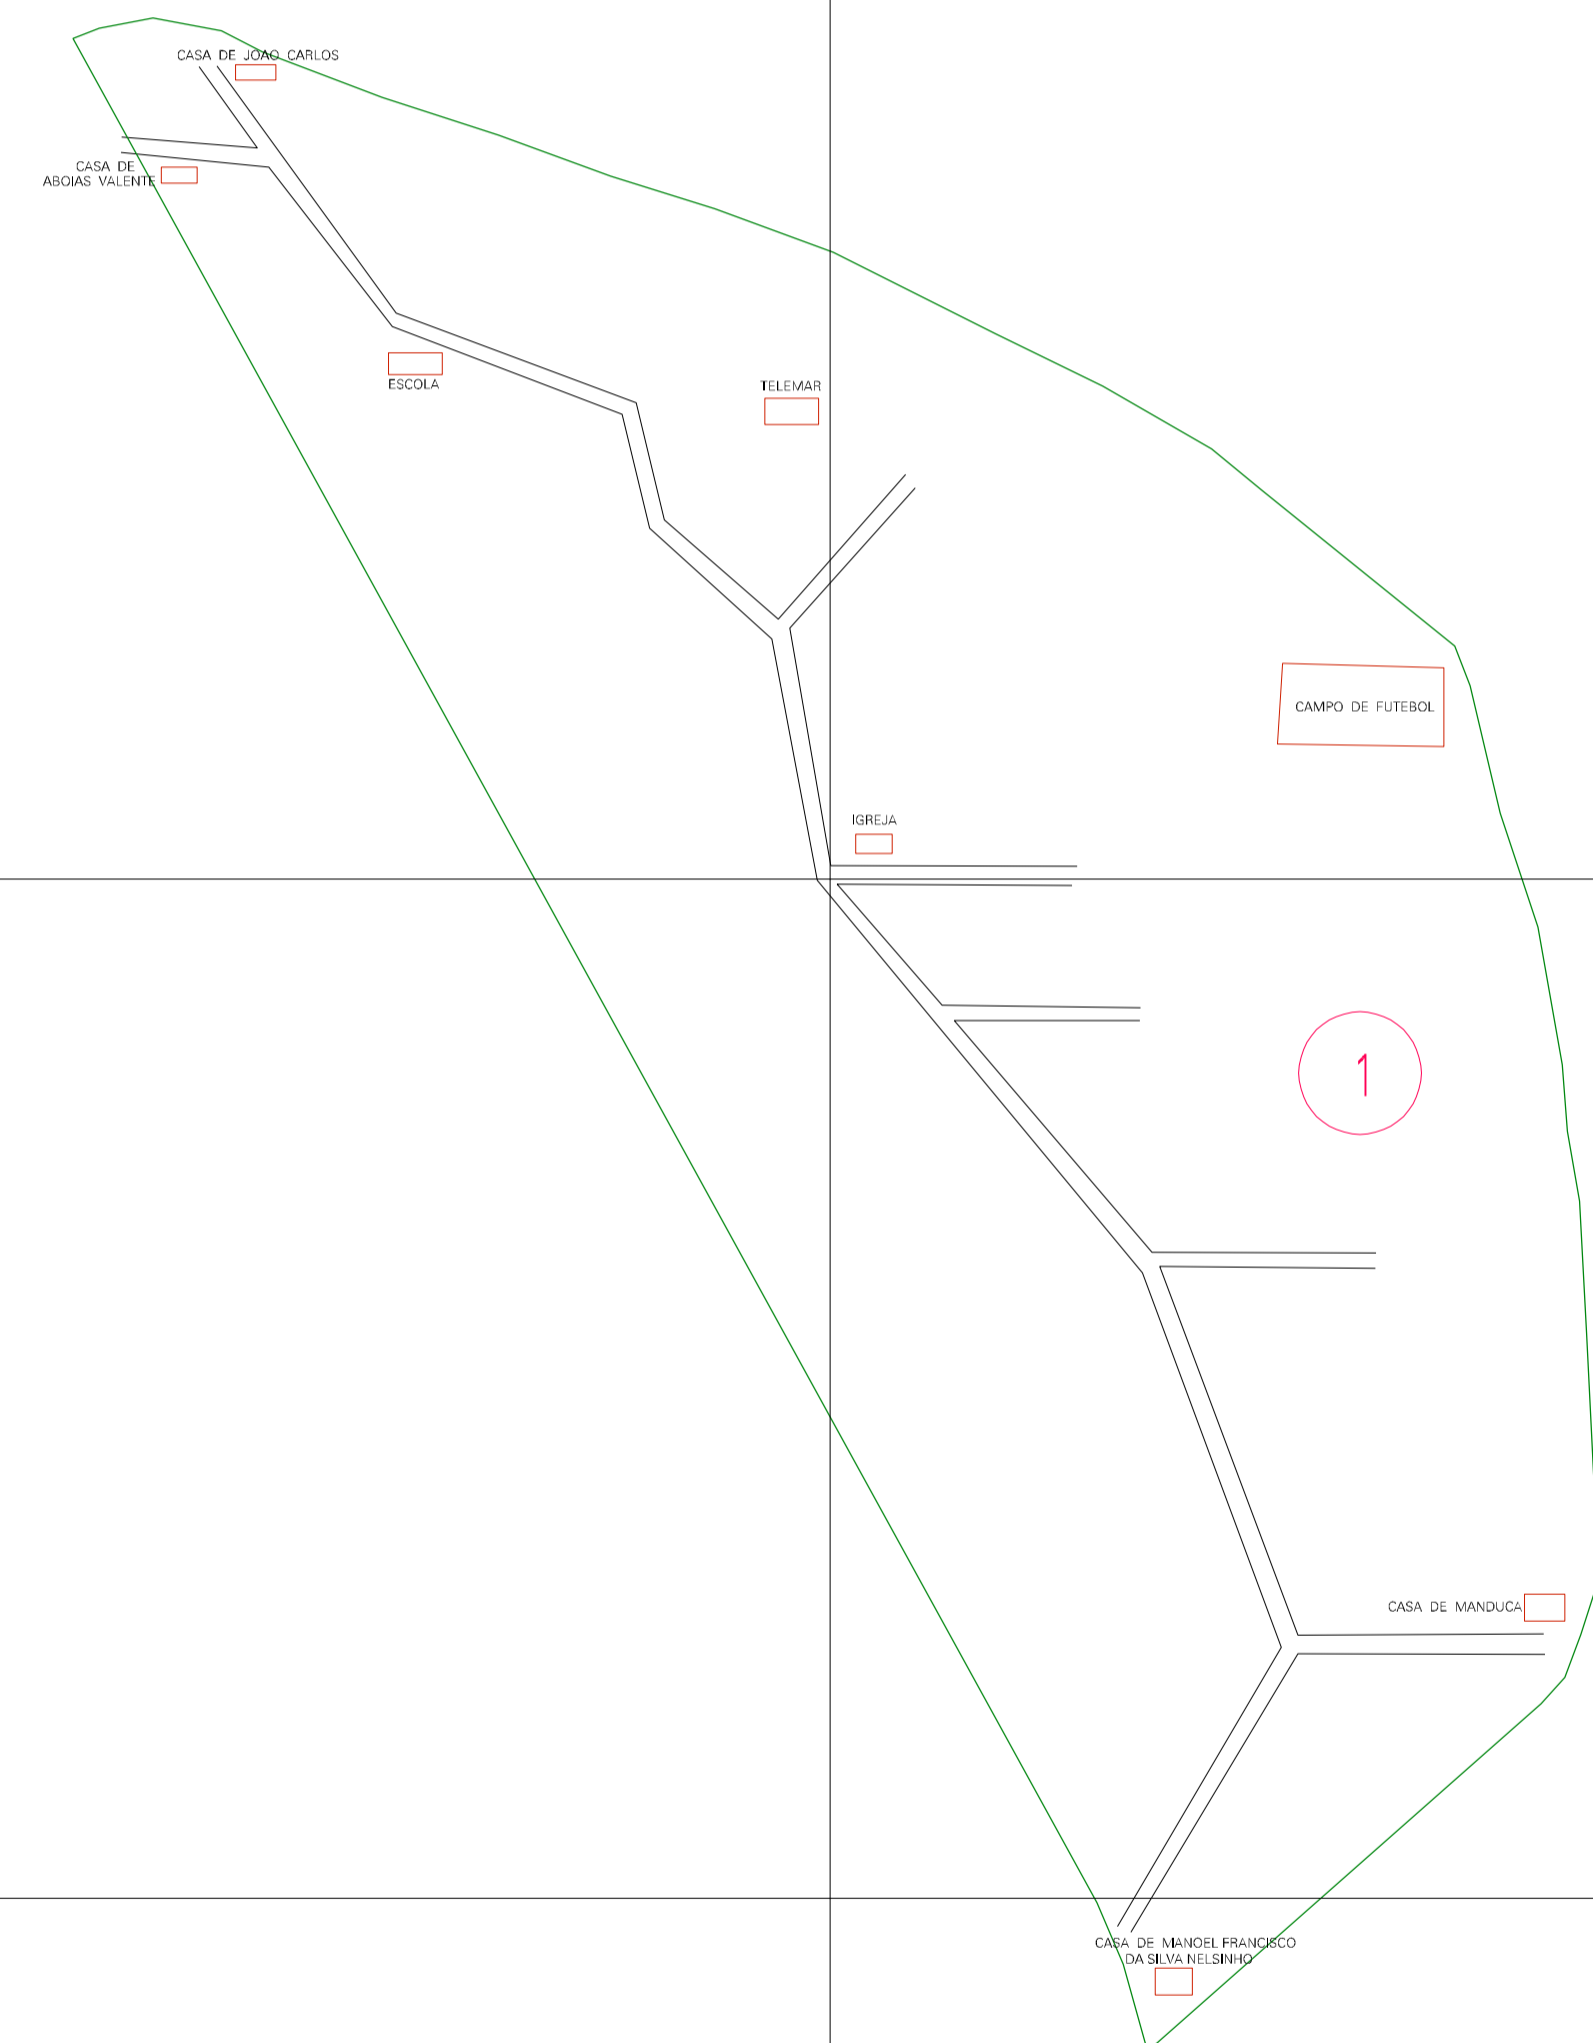 CASA DE JOAO CARLOS
CASA DE
ABOIAS VALENTE
ESCOLA
TELEMAR
CAMPO DE FUTEBOL
IGREJA
1
CASA DE MANDUCA
CASA DE MANOEL FRANCISCO
DA SILVA NELSINHO